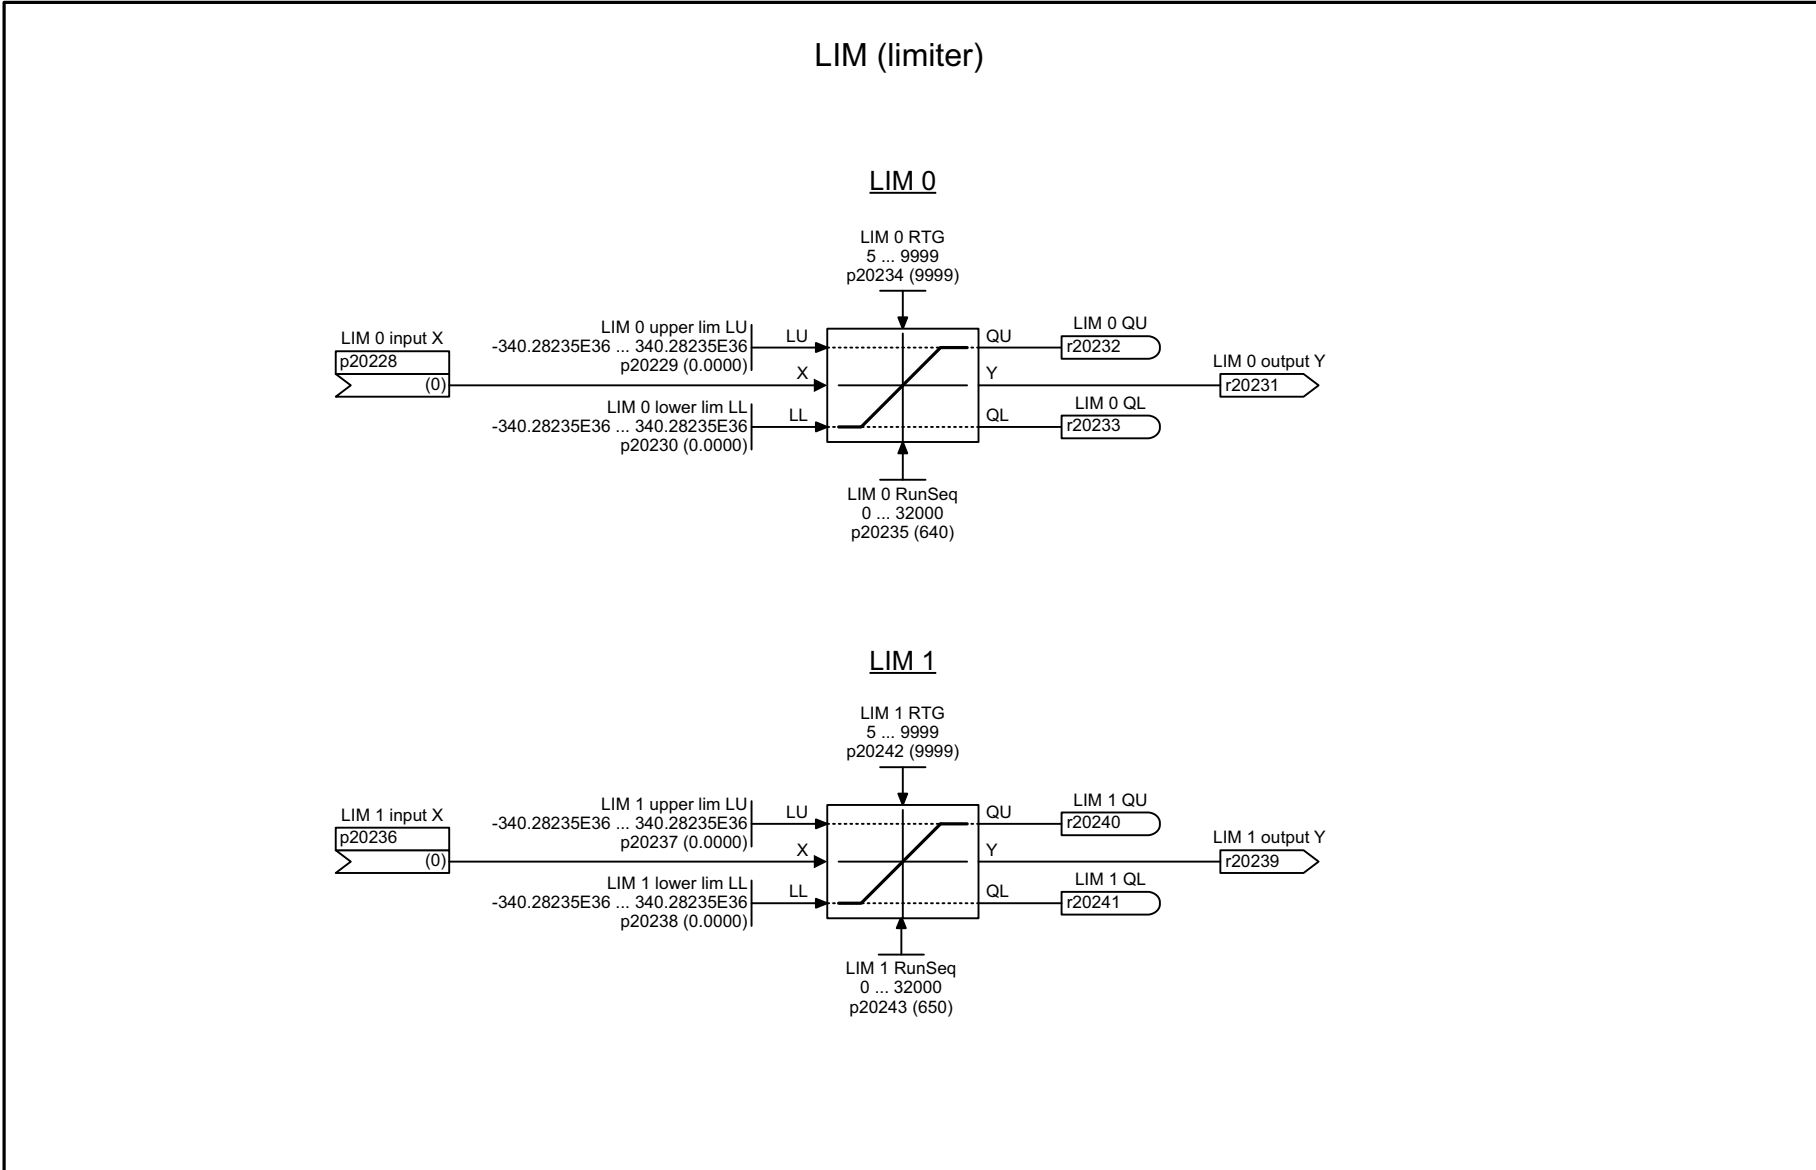 LIM (limiter)
LIM 0
LIM 0 RTG
5 ... 9999
p20234 (9999)
LIM 0 input X
p20228
(0)
LIM 0 upper lim LU
-340.28235E36 ... 340.28235E36
p20229 (0.0000)
LIM 0 lower lim LL
-340.28235E36 ... 340.28235E36
p20230 (0.0000)
LU
X
LL
QU
Y
QL
LIM 0 QU
r20232
LIM 0 output Y
r20231
LIM 0 QL
r20233
LIM 0 RunSeq
0 ... 32000
p20235 (640)
LIM 1
LIM 1 RTG
5 ... 9999
p20242 (9999)
LIM 1 input X
p20236
(0)
LIM 1 upper lim LU
-340.28235E36 ... 340.28235E36
p20237 (0.0000)
LIM 1 lower lim LL
-340.28235E36 ... 340.28235E36
p20238 (0.0000)
LU
X
LL
QU
Y
QL
LIM 1 QU
r20240
LIM 1 output Y
r20239
LIM 1 QL
r20241
LIM 1 RunSeq
0 ... 32000
p20243 (650)